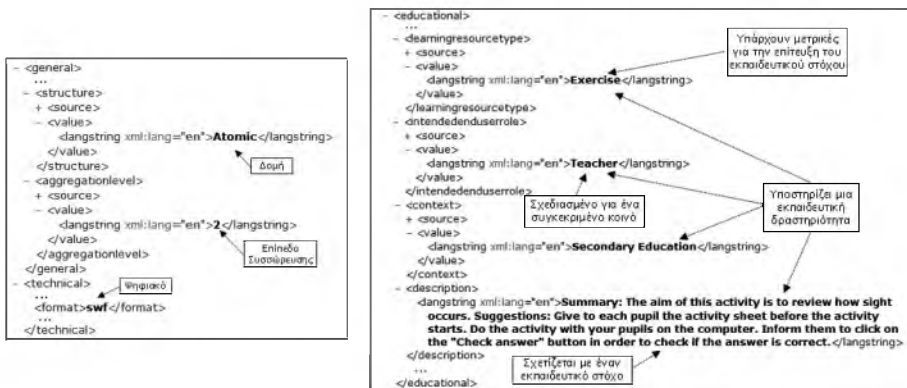 − <general>
...
− <structure>
+ <source>
− <value>
<langstring xml:lang="en">Atomic</langstring>
</value>
Δομή
</structure>
− <aggregationlevel>
+ <source>
− <value>
<langstring xml:lang="en">2</langstring>
</value>
Επίπεδο
Συσσώρευσης
</aggregationlevel>
</general>
− <technical>
...
Ψηφιακό
<format>swf</format>
...
</technical>
− <educational>
...
− <learningresourcetype>
+ <source>
− <value>
<langstring xml:lang="en">Exercise</langstring>
</value>
</learningresourcetype>
Υπάρχουν μετρικές
για την επίτευξη του
εκπαιδευτικού στόχου
− <intendedenduserrole>
+ <source>
− <value>
<langstring xml:lang="en">Teacher</langstring>
</value>
</intendedenduserrole>
Σχεδιασμένο για ένα
συγκεκριμένο κοινό
Υποστηρίζει μια
εκπαιδευτική
δραστηριότητα
− <context>
+ <source>
− <value>
<langstring xml:lang="en">Secondary Education</langstring>
</value>
</context>
− <description>
<langstring xml:lang="en">Summary: The aim of this activity is to review how sight
occurs. Suggestions: Give to each pupil the activity sheet before the activity
starts. Do the activity with your pupils on the computer. Inform them to click on
the "Check answer" button in order to check if the answer is correct.</langstring>
</description>
...
Σχετίζεται με έναν
εκπαιδευτικό στόχο
</educational>